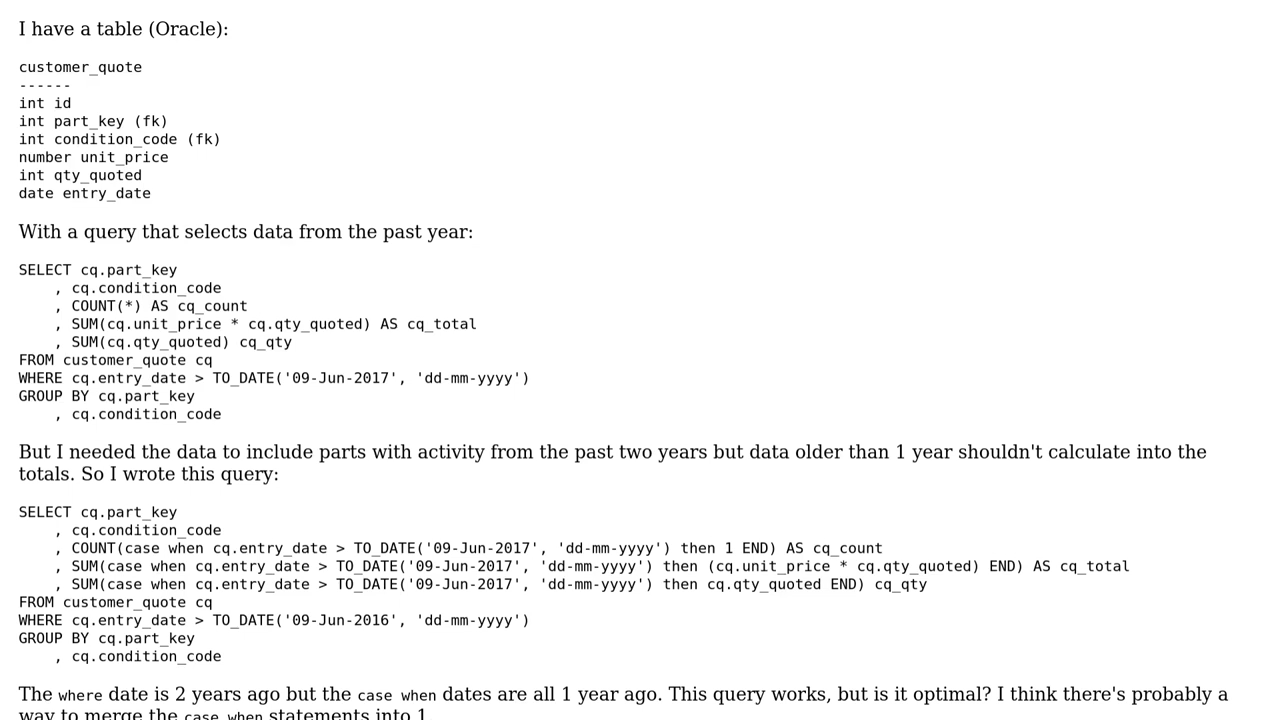 I have a table (Oracle):
customer_quote
------
int id
int part_key (fk)
int condition_code (fk)
number unit_price
int qty_quoted
date entry_date
With a query that selects data from the past year:
SELECT cq.part_key
    , cq.condition_code
    , COUNT(*) AS cq_count
    , SUM(cq.unit_price * cq.qty_quoted) AS cq_total
    , SUM(cq.qty_quoted) cq_qty
FROM customer_quote cq
WHERE cq.entry_date > TO_DATE('09-Jun-2017', 'dd-mm-yyyy')
GROUP BY cq.part_key
    , cq.condition_code
But I needed the data to include parts with activity from the past two years but data older than 1 year shouldn't calculate into the
totals. So I wrote this query:
SELECT cq.part_key
    , cq.condition_code
    , COUNT(case when cq.entry_date > TO_DATE('09-Jun-2017', 'dd-mm-yyyy') then 1 END) AS cq_count
    , SUM(case when cq.entry_date > TO_DATE('09-Jun-2017', 'dd-mm-yyyy') then (cq.unit_price * cq.qty_quoted) END) AS cq_total
    , SUM(case when cq.entry_date > TO_DATE('09-Jun-2017', 'dd-mm-yyyy') then cq.qty_quoted END) cq_qty
FROM customer_quote cq
WHERE cq.entry_date > TO_DATE('09-Jun-2016', 'dd-mm-yyyy')
GROUP BY cq.part_key
    , cq.condition_code
The where date is 2 years ago but the case when dates are all 1 year ago. This query works, but is it optimal? I think there's probably a
way to merge the case when statements into 1.